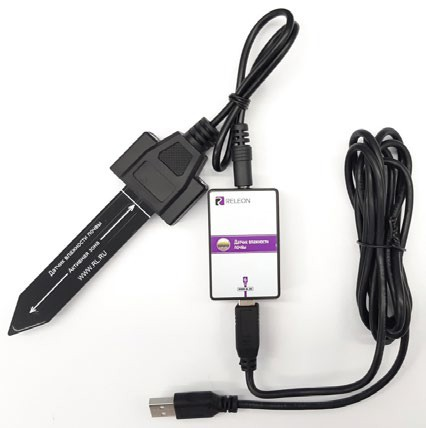 RELEON
Датчик влажности
почвы
Датчик влажности почвы
Активная зона
WWW.RL.RU